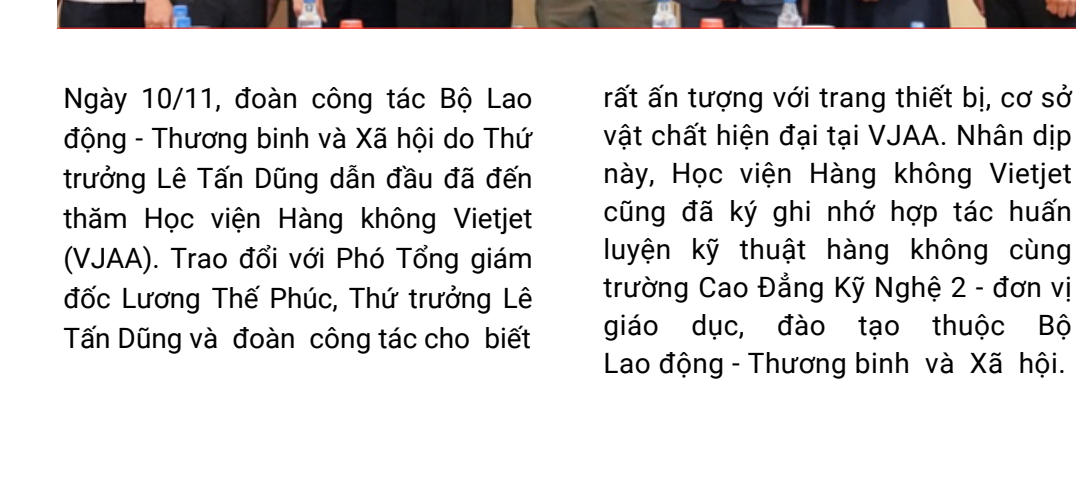 Ngày 10/11, đoàn công tác Bộ Lao
động - Thương binh và Xã hội do Thứ
trưởng Lê Tấn Dũng dẫn đầu đã đến
thăm Học viện Hàng không Vietjet
(VJAA). Trao đổi với Phó Tổng giám
đốc Lương Thế Phúc, Thứ trưởng Lê
Tấn Dũng và đoàn công tác cho biết
rất ấn tượng với trang thiết bị, cơ sở
vật chất hiện đại tại VJAA. Nhân dịp
này, Học viện Hàng không Vietjet
cũng đã ký ghi nhớ hợp tác huấn
luyện kỹ thuật hàng không cùng
trường Cao Đẳng Kỹ Nghệ 2 - đơn vị
giáo dục, đào tạo thuộc Bộ
Lao động - Thương binh và Xã hội.